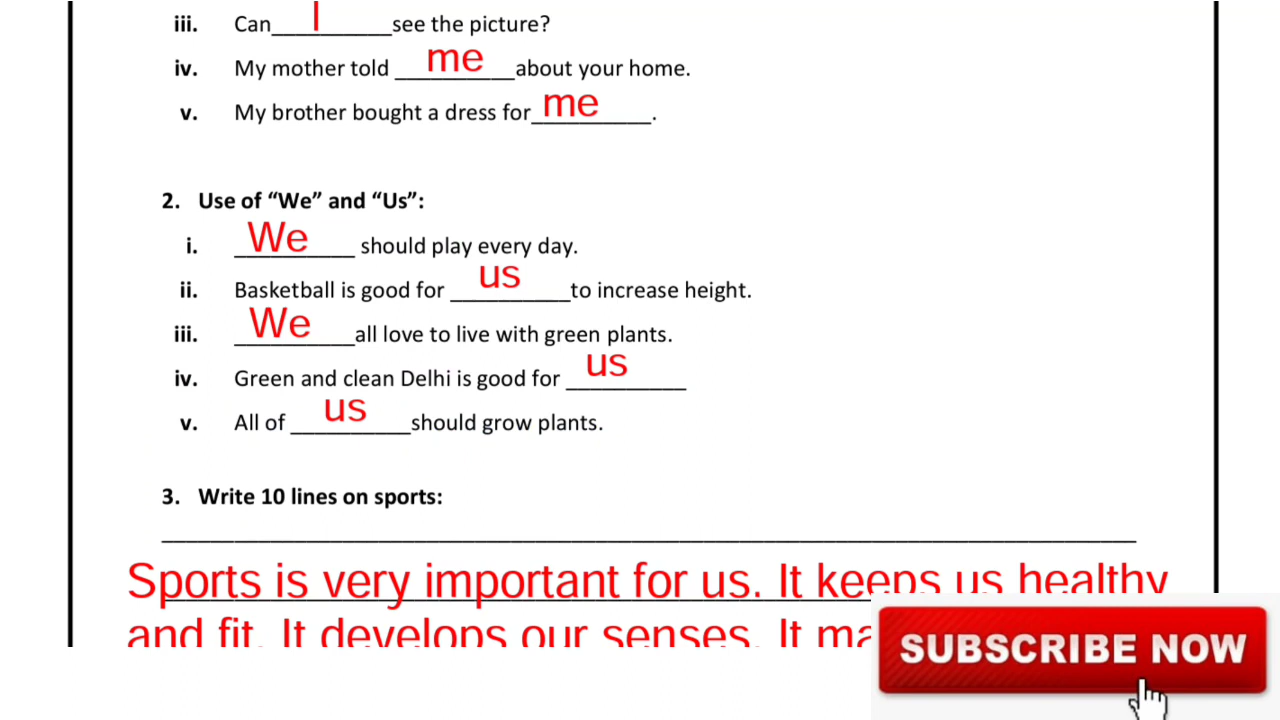 iii. Can I see the picture?
iv. My mother told me about your home.
v. My brother bought a dress for me.
2. Use of “We” and “Us”:
i. We should play every day.
ii. Basketball is good for us to increase height.
iii. We all love to live with green plants.
iv. Green and clean Delhi is good for us
v. All of us should grow plants.
3. Write 10 lines on sports:
Sports is very important for us. It keeps us healthy
and fit. It develops our senses. It
SUBSCRIBE NOW